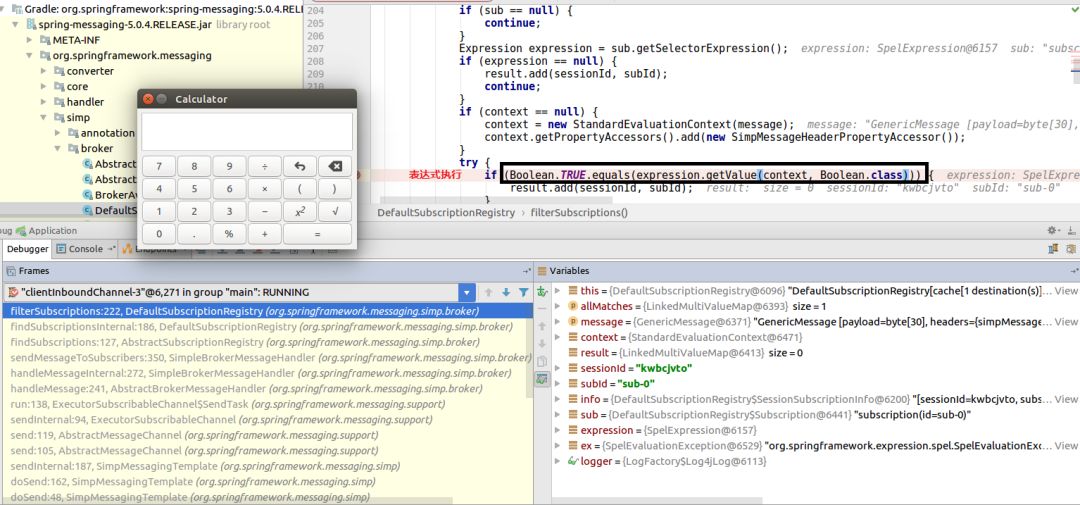 Gradle: org.springframework:spring-messaging:5.0.4.RELE
spring-messaging-5.0.4.RELEASE.jar library root
META-INF
org.springframework.messaging
converter
core
handler
simp
annotation
broker
Abstrac
Abstrac
BrokerAv
DefaultS
204 if (sub == null) {
205 continue;
206 }
207 Expression expression = sub.getSelectorExpression(); expression: SpelExpression@6157 sub: "subsc
208 if (expression == null) {
209 result.add(sessionId, subId);
210 continue;
}
if (context == null) {
context = new StandardEvaluationContext(message); message: "GenericMessage [payload=byte[30],
context.getPropertyAccessors().add(new SimpMessageHeaderPropertyAccessor());
}
try {
表达式执行 if (Boolean.TRUE.equals(expression.getValue(context, Boolean.class))) { expression: SpelExpre
result.add(sessionId, subId); result: size = 0 sessionId: "kwbcjvto" subId: "sub-0"
}
DefaultSubscriptionRegistry › filterSubscriptions()
Calculator
7 8 9 ÷
4 5 6 × ( )
1 2 3 − x² √
0 . % + =
bug Application
Debugger Console Endpoints
Frames
"clientInboundChannel-3"@6,271 in group "main": RUNNING
filterSubscriptions:222, DefaultSubscriptionRegistry (org.springframework.messaging.simp.broker)
findSubscriptionsInternal:186, DefaultSubscriptionRegistry (org.springframework.messaging.simp.broker)
findSubscriptions:127, AbstractSubscriptionRegistry (org.springframework.messaging.simp.broker)
sendMessageToSubscribers:350, SimpleBrokerMessageHandler (org.springframework.messaging.simp.broker)
handleMessageInternal:272, SimpleBrokerMessageHandler (org.springframework.messaging.simp.broker)
handleMessage:241, AbstractBrokerMessageHandler (org.springframework.messaging.simp.broker)
run:138, ExecutorSubscribableChannel$SendTask (org.springframework.messaging.support)
sendInternal:94, ExecutorSubscribableChannel (org.springframework.messaging.support)
send:119, AbstractMessageChannel (org.springframework.messaging.support)
send:105, AbstractMessageChannel (org.springframework.messaging.support)
sendInternal:187, SimpMessagingTemplate (org.springframework.messaging.simp)
doSend:162, SimpMessagingTemplate (org.springframework.messaging.simp)
doSend:48, SimpMessagingTemplate (org.springframework.messaging.simp)
Variables
this = {DefaultSubscriptionRegistry@6096} "DefaultSubscriptionRegistry[cache[1 destination(s)]... View
allMatches = {LinkedMultiValueMap@6393} size = 1
message = {GenericMessage@6371} "GenericMessage [payload=byte[30], headers={simpMessage... View
context = {StandardEvaluationContext@6471}
result = {LinkedMultiValueMap@6413} size = 0
sessionId = "kwbcjvto"
subId = "sub-0"
info = {DefaultSubscriptionRegistry$SessionSubscriptionInfo@6200} "[sessionId=kwbcjvto, subs... View
sub = {DefaultSubscriptionRegistry$Subscription@6441} "subscription(id=sub-0)"
expression = {SpelExpression@6157}
ex = {SpelEvaluationException@6529} "org.springframework.expression.spel.SpelEvaluationExc... View
logger = {LogFactory$Log4jLog@6113}